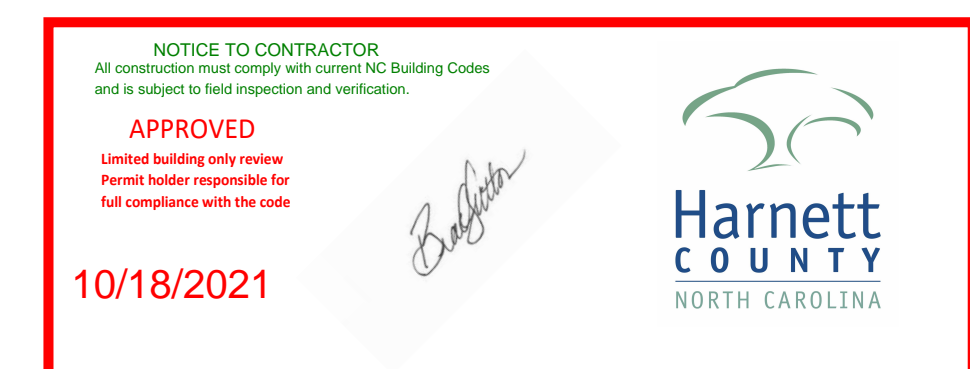 NOTICE TO CONTRACTOR
All construction must comply with current NC Building Codes
and is subject to field inspection and verification.
APPROVED
Limited building only review
Permit holder responsible for
full compliance with the code
10/18/2021
Brad Sutton
Harnett
COUNTY
NORTH CAROLINA